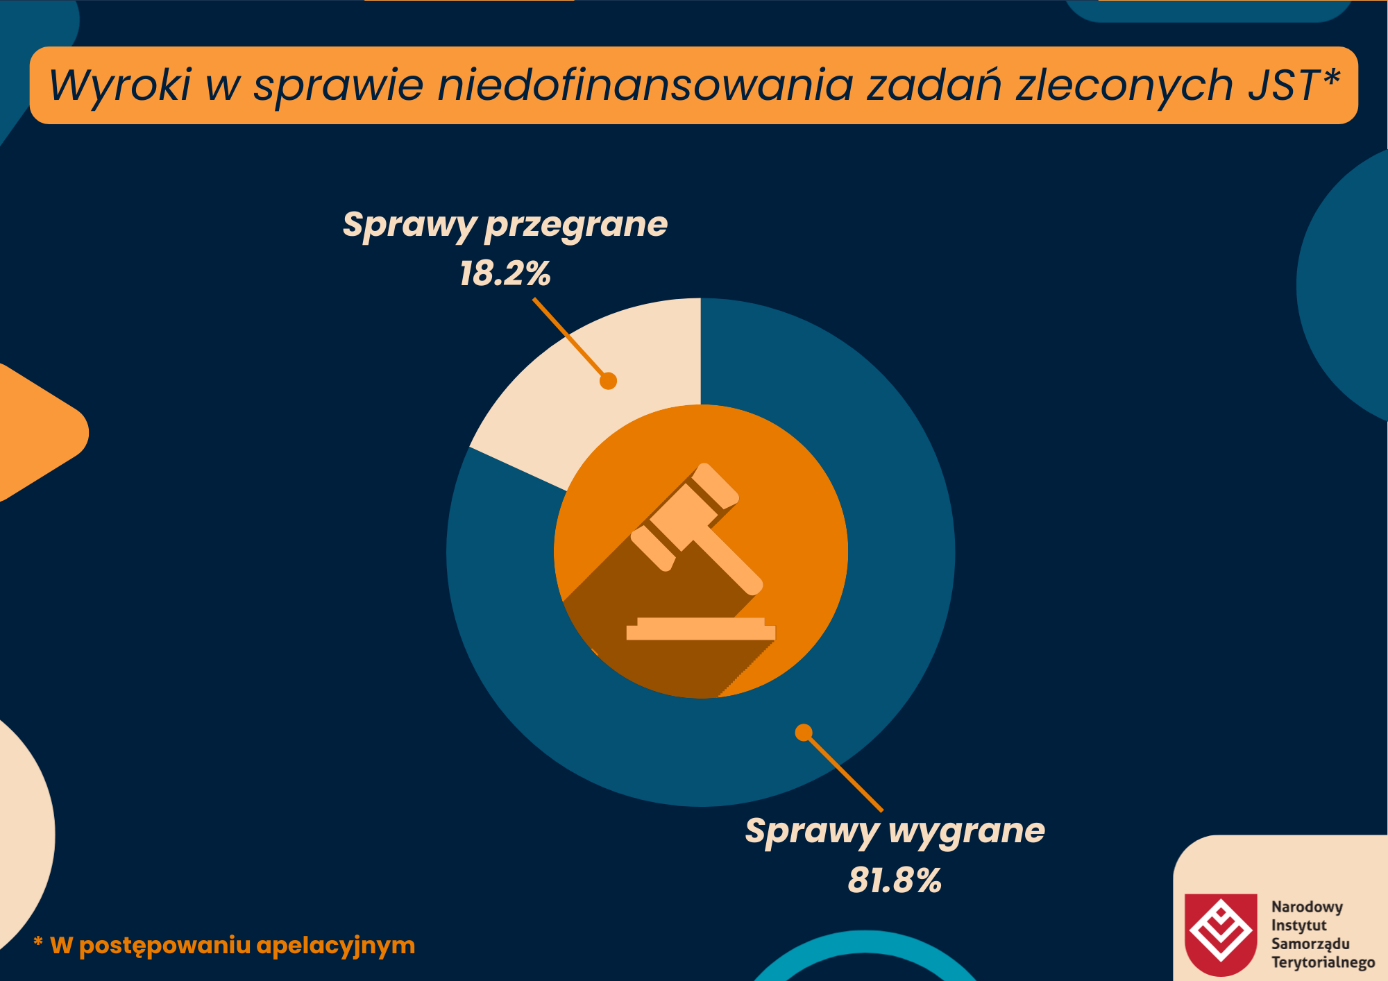 Wyroki w sprawie niedofinansowania zadań zleconych JST*
Sprawy przegrane
18.2%
Sprawy wygrane
81.8%
* W postępowaniu apelacyjnym
Narodowy
Instytut
Samorządu
Terytorialnego